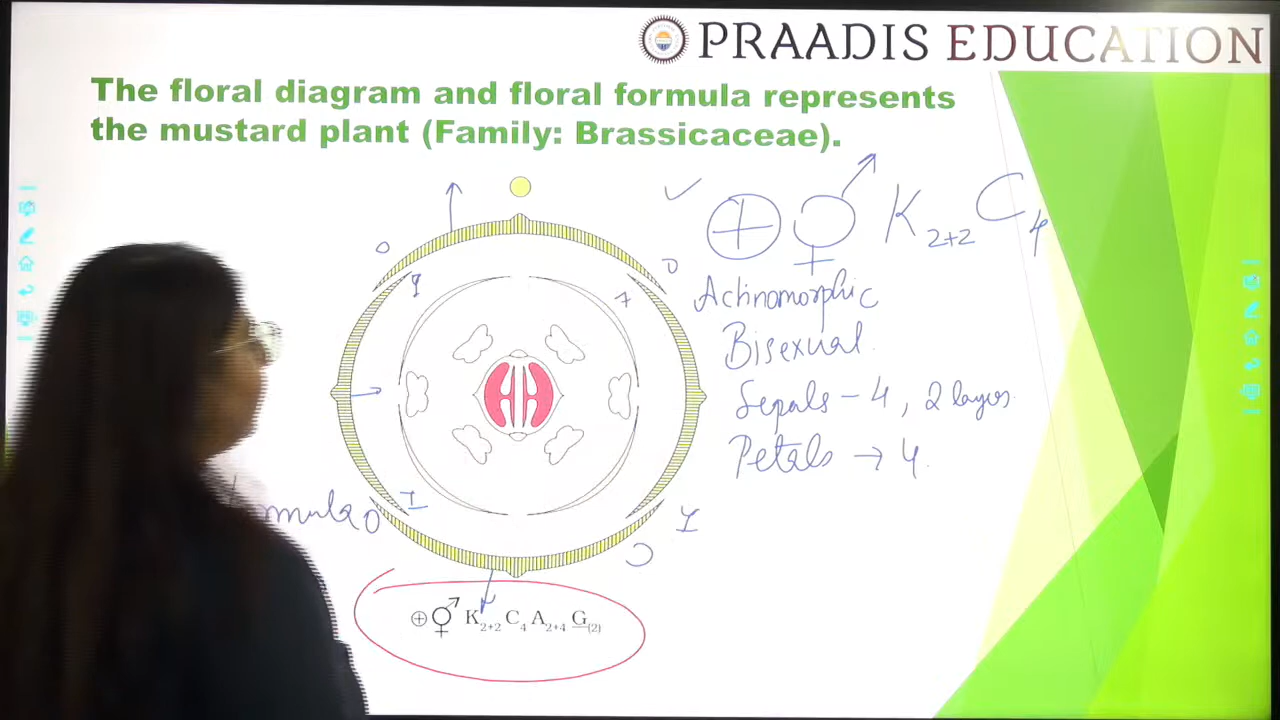 PRAADIS EDUCATION
The floral diagram and floral formula represents
the mustard plant (Family: Brassicaceae).
⊕ ⚥ K2+2 C4
Actinomorphic
Bisexual.
Sepals - 4, 2 layers.
Petals → 4.
⊕ ⚥ K2+2 C4 A2+4 G(2)